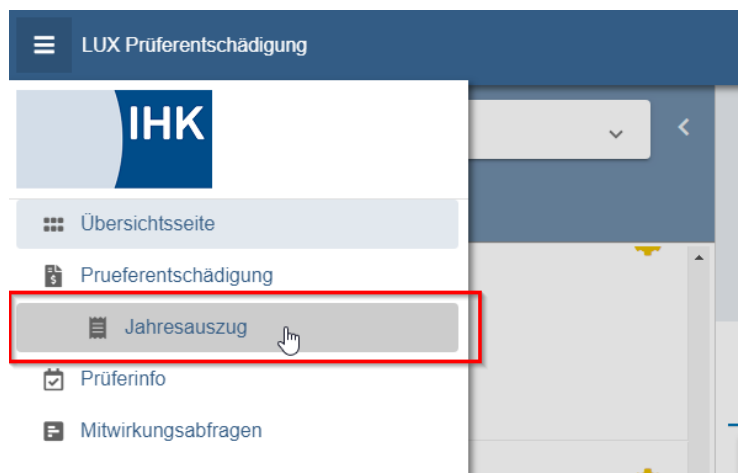 LUX Prüferentschädigung
IHK
Übersichtsseite
Prueferentschädigung
Jahresauszug
Prüferinfo
Mitwirkungsabfragen